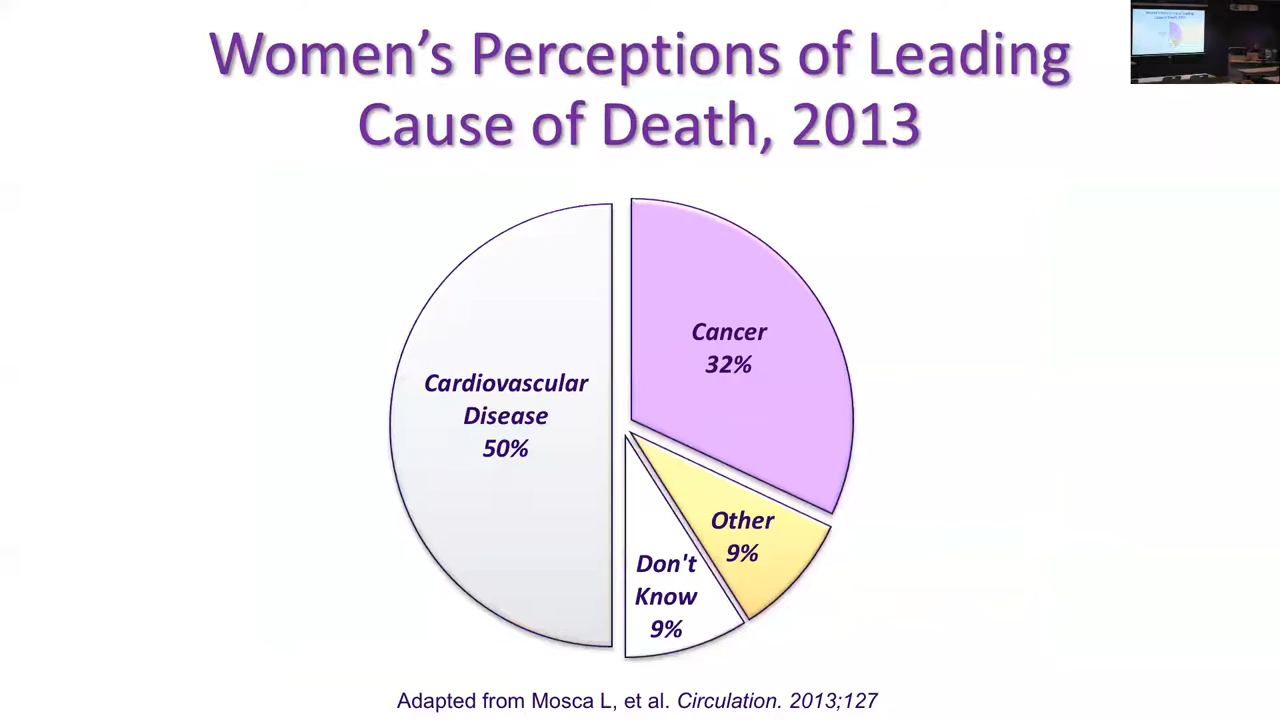 Women's Perceptions of Leading
Cause of Death, 2013
Cancer
32%
Cardiovascular
Disease
50%
Other
9%
Don't
Know
9%
Adapted from Mosca L, et al. Circulation. 2013;127